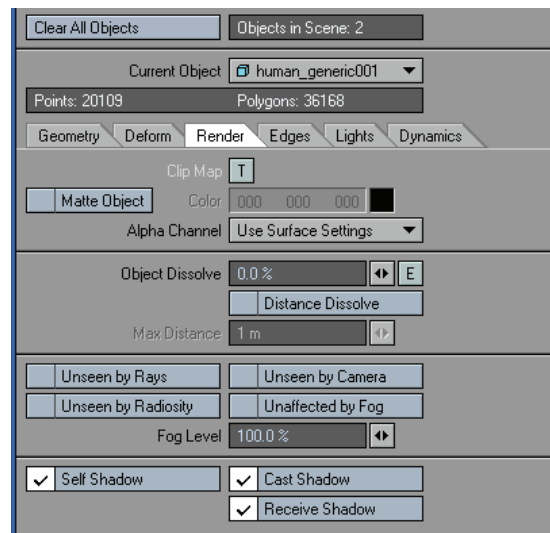 Clear All Objects Objects in Scene: 2
Current Object human_generic001
Points: 20109 Polygons: 36168
Geometry Deform Render Edges Lights Dynamics
Clip Map T
Matte Object Color 000 000 000
Alpha Channel Use Surface Settings
Object Dissolve 0.0 % E
Distance Dissolve
Max Distance 1 m
Unseen by Rays Unseen by Camera
Unseen by Radiosity Unaffected by Fog
Fog Level 100.0 %
Self Shadow Cast Shadow
Receive Shadow